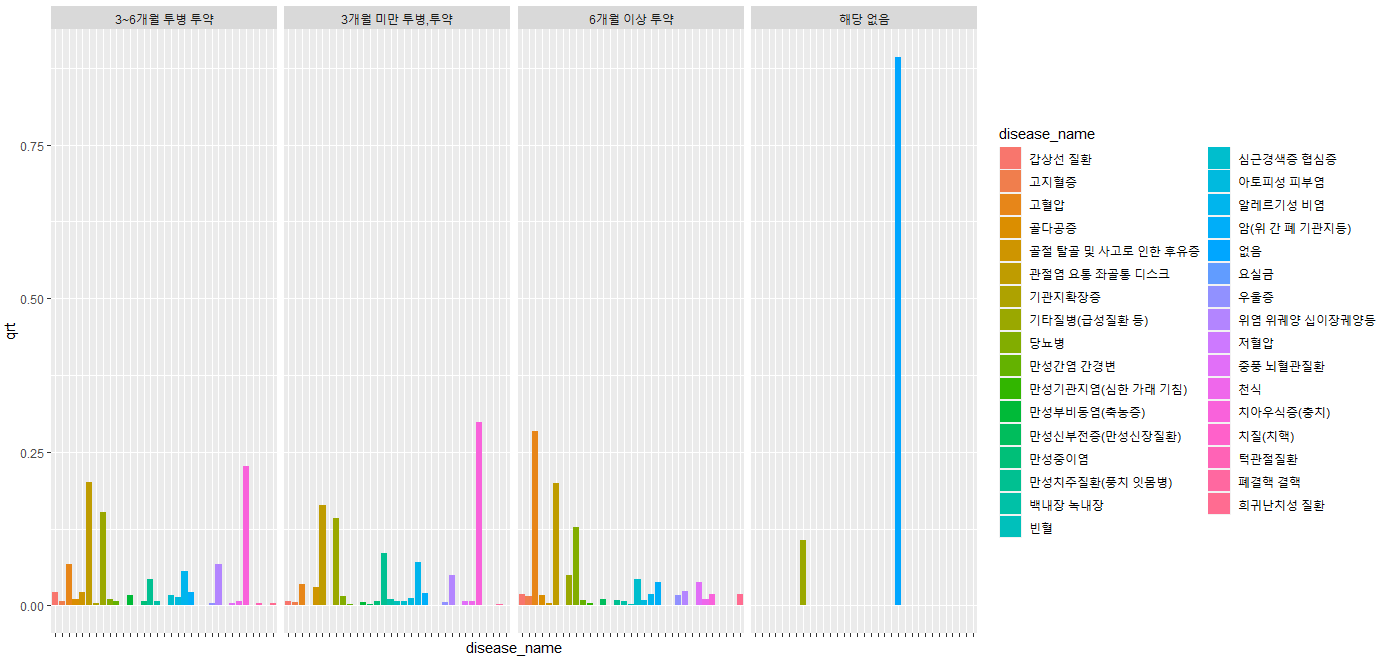 3~6개월 투병 투약
3개월 미만 투병,투약
6개월 이상 투약
해당 없음
0.75
0.50
0.25
0.00
qrt
disease_name
disease_name
갑상선 질환
고지혈증
고혈압
골다공증
골절 탈골 및 사고로 인한 후유증
관절염 요통 좌골통 디스크
기관지확장증
기타질병(급성질환 등)
당뇨병
만성간염 간경변
만성기관지염(심한 가래 기침)
만성부비동염(축농증)
만성신부전증(만성신장질환)
만성중이염
만성치주질환(풍치 잇몸병)
백내장 녹내장
빈혈
심근경색증 협심증
아토피성 피부염
알레르기성 비염
암(위 간 폐 기관지등)
없음
요실금
우울증
위염 위궤양 십이장궤양등
저혈압
중풍 뇌혈관질환
천식
치아우식증(충치)
치질(치핵)
턱관절질환
폐결핵 결핵
희귀난치성 질환